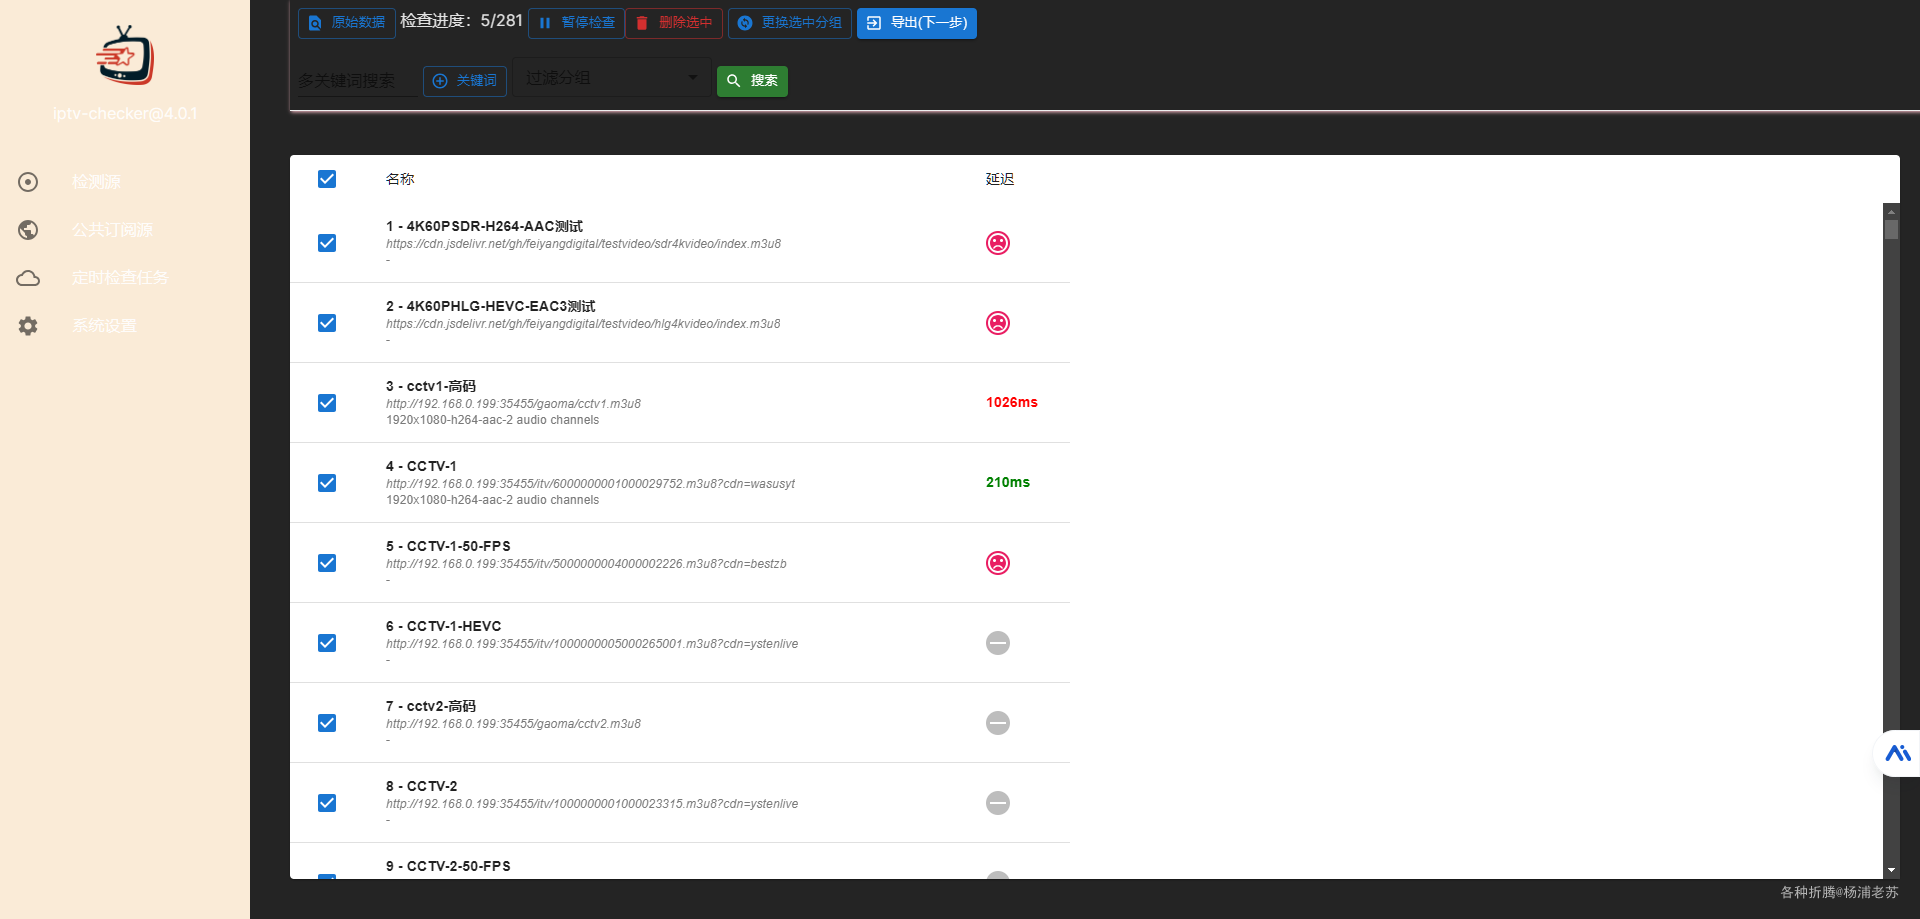 iptv-checker@4.0.1
检测源
公共订阅源
定时检查任务
系统设置
原始数据 检查进度：5/281 暂停检查 删除选中 更换选中分组 导出(下一步)
多关键词搜索 关键词 过滤分组 搜索
名称 延迟
1 - 4K60PSDR-H264-AAC测试
https://cdn.jsdelivr.net/gh/feiyangdigital/testvideo/sdr4kvideo/index.m3u8
-
2 - 4K60PHLG-HEVC-EAC3测试
https://cdn.jsdelivr.net/gh/feiyangdigital/testvideo/hlg4kvideo/index.m3u8
-
3 - cctv1-高码
http://192.168.0.199:35455/gaoma/cctv1.m3u8
1920x1080-h264-aac-2 audio channels
1026ms
4 - CCTV-1
http://192.168.0.199:35455/itv/6000000001000029752.m3u8?cdn=wasusyt
1920x1080-h264-aac-2 audio channels
210ms
5 - CCTV-1-50-FPS
http://192.168.0.199:35455/itv/5000000004000002226.m3u8?cdn=bestzb
-
6 - CCTV-1-HEVC
http://192.168.0.199:35455/itv/1000000005000265001.m3u8?cdn=ystenlive
-
7 - cctv2-高码
http://192.168.0.199:35455/gaoma/cctv2.m3u8
-
8 - CCTV-2
http://192.168.0.199:35455/itv/1000000001000023315.m3u8?cdn=ystenlive
-
9 - CCTV-2-50-FPS
各种折腾@杨浦老苏